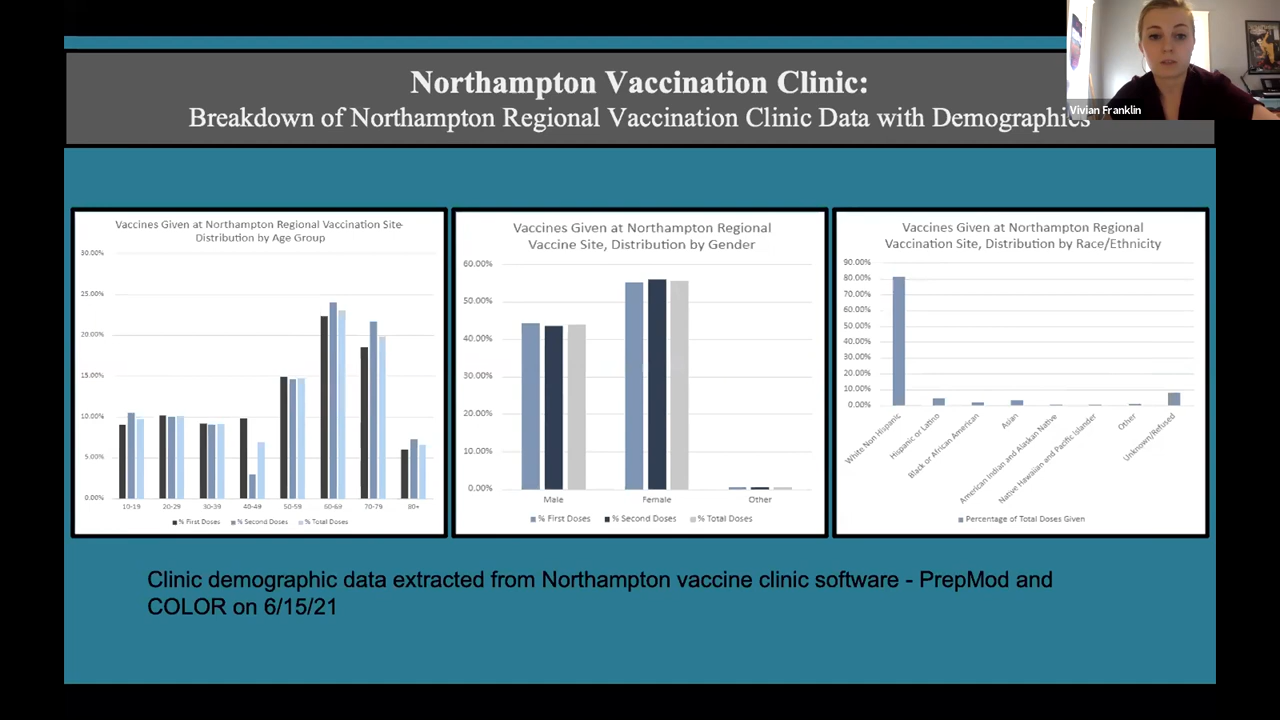 Northampton Vaccination Clinic:
Breakdown of Northampton Regional Vaccination Clinic Data with Demographics
Vivian Franklin
Vaccines Given at Northampton Regional Vaccination Site-
Distribution by Age Group
30.00%
25.00%
20.00%
15.00%
10.00%
5.00%
0.00%
10-19 20-29 30-39 40-49 50-59 60-69 70-79 80+
% First Doses % Second Doses % Total Doses
Vaccines Given at Northampton Regional
Vaccine Site, Distribution by Gender
60.00%
50.00%
40.00%
30.00%
20.00%
10.00%
0.00%
Male Female Other
% First Doses % Second Doses % Total Doses
Vaccines Given at Northampton Regional
Vaccination Site, Distribution by Race/Ethnicity
90.00%
80.00%
70.00%
60.00%
50.00%
40.00%
30.00%
20.00%
10.00%
0.00%
White Non Hispanic
Hispanic or Latino
Black or African American
Asian
American Indian and Alaskan Native
Native Hawaiian and Pacific Islander
Other
Unknown/Refused
Percentage of Total Doses Given
Clinic demographic data extracted from Northampton vaccine clinic software - PrepMod and
COLOR on 6/15/21